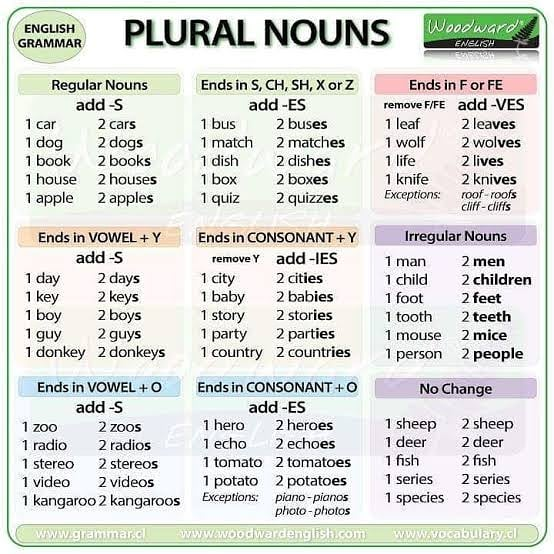 ENGLISH
GRAMMAR
PLURAL NOUNS
Woodward
ENGLISH
Regular Nouns
add -S
1 car 2 cars
1 dog 2 dogs
1 book 2 books
1 house 2 houses
1 apple 2 apples
Ends in S, CH, SH, X or Z
add -ES
1 bus 2 buses
1 match 2 matches
1 dish 2 dishes
1 box 2 boxes
1 quiz 2 quizzes
Ends in F or FE
remove F/FE add -VES
1 leaf 2 leaves
1 wolf 2 wolves
1 life 2 lives
1 knife 2 knives
Exceptions: roof - roofs
cliff - cliffs
Ends in VOWEL + Y
add -S
1 day 2 days
1 key 2 keys
1 boy 2 boys
1 guy 2 guys
1 donkey 2 donkeys
Ends in CONSONANT + Y
remove Y add -IES
1 city 2 cities
1 baby 2 babies
1 story 2 stories
1 party 2 parties
1 country 2 countries
Irregular Nouns
1 man 2 men
1 child 2 children
1 foot 2 feet
1 tooth 2 teeth
1 mouse 2 mice
1 person 2 people
Ends in VOWEL + O
add -S
1 zoo 2 zoos
1 radio 2 radios
1 stereo 2 stereos
1 video 2 videos
1 kangaroo 2 kangaroos
Ends in CONSONANT + O
add -ES
1 hero 2 heroes
1 echo 2 echoes
1 tomato 2 tomatoes
1 potato 2 potatoes
Exceptions: piano - pianos
photo - photos
No Change
1 sheep 2 sheep
1 deer 2 deer
1 fish 2 fish
1 series 2 series
1 species 2 species
www.grammar.cl www.woodwardenglish.com www.vocabulary.cl